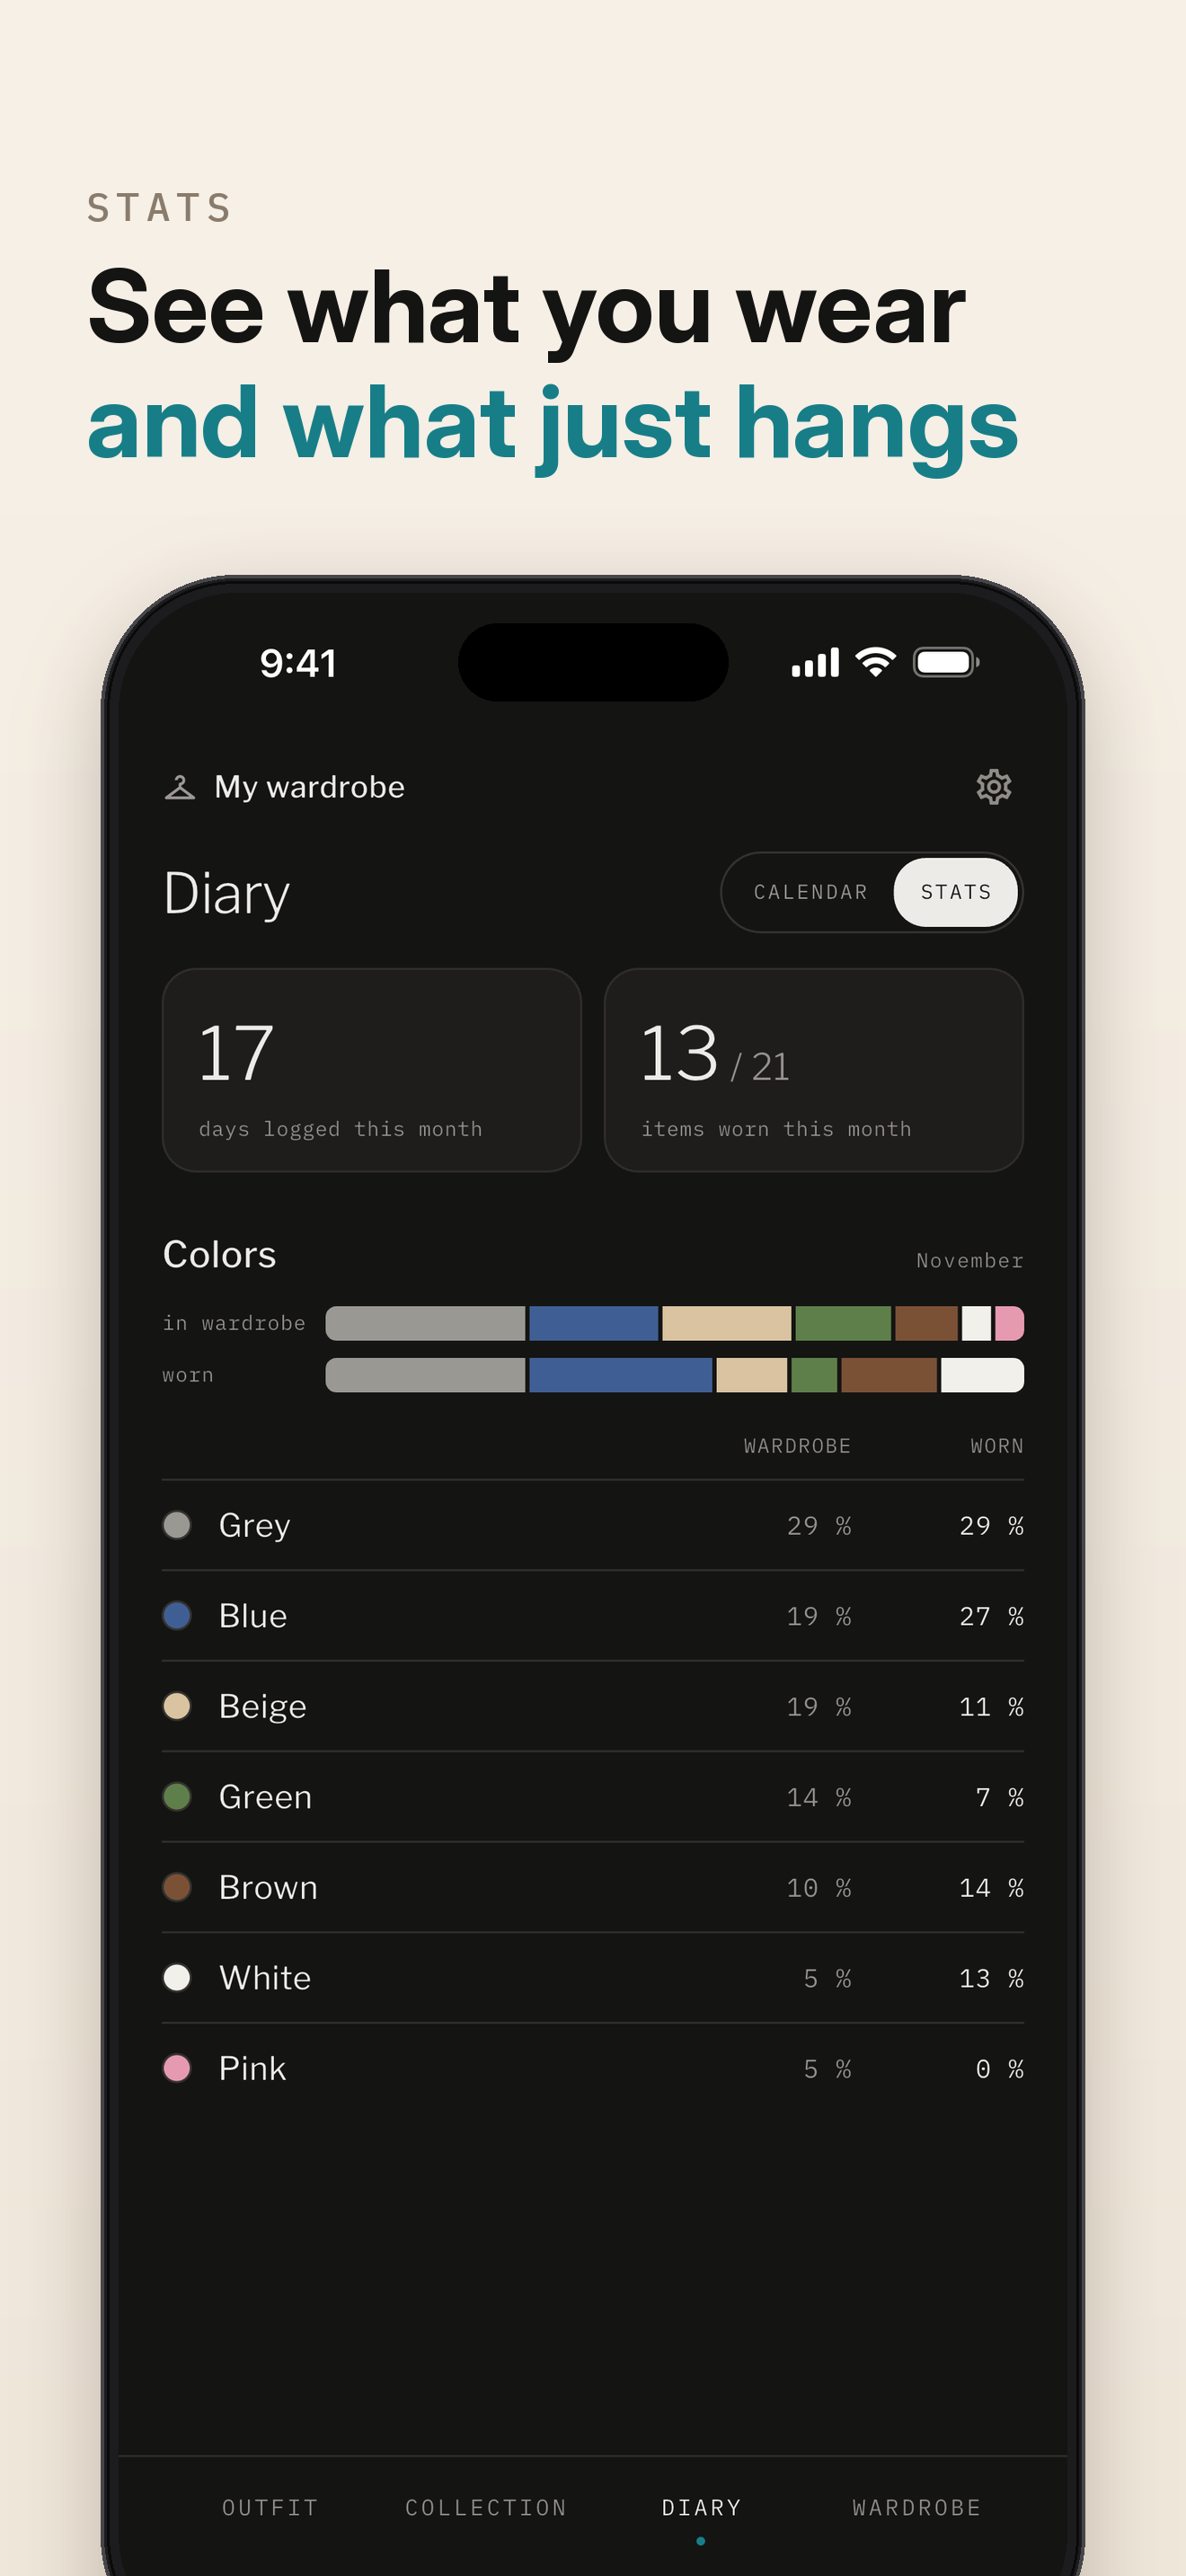 STATS
See what you wear
and what just hangs
9:41
My wardrobe
Diary
CALENDAR STATS
17
days logged this month
13 / 21
items worn this month
Colors
November
in wardrobe
worn
WARDROBE WORN
Grey 29 % 29 %
Blue 19 % 27 %
Beige 19 % 11 %
Green 14 % 7 %
Brown 10 % 14 %
White 5 % 13 %
Pink 5 % 0 %
OUTFIT COLLECTION DIARY WARDROBE